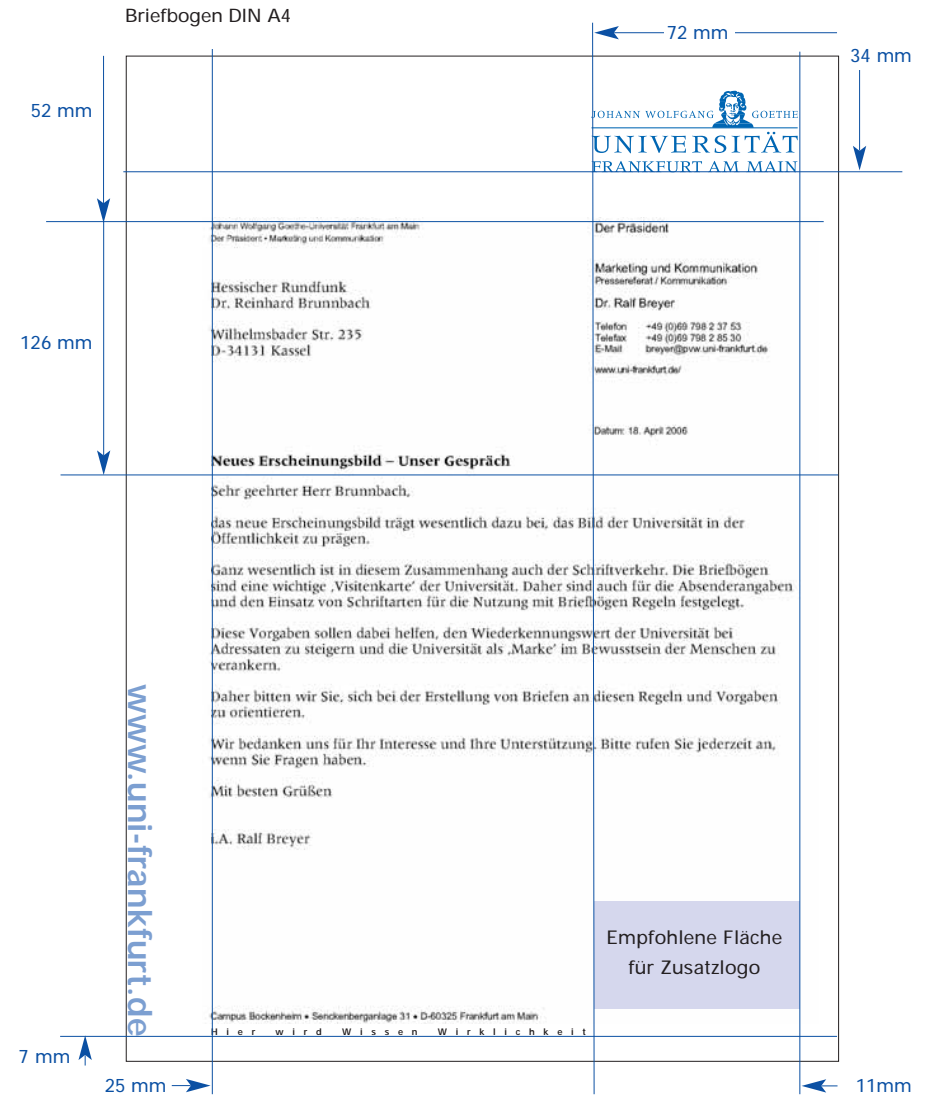 Briefbogen DIN A4
72 mm
34 mm
52 mm
JOHANN WOLFGANG GOETHE
UNIVERSITÄT
FRANKFURT AM MAIN
Johann Wolfgang Goethe-Universität Frankfurt am Main
Der Präsident • Marketing und Kommunikation
Der Präsident
Marketing und Kommunikation
Pressereferat / Kommunikation
Hessischer Rundfunk
Dr. Reinhard Brunnbach
Dr. Ralf Breyer
Wilhelmsbader Str. 235
D-34131 Kassel
Telefon +49 (0)69 798 2 37 53
Telefax +49 (0)69 798 2 85 30
E-Mail breyer@pvw.uni-frankfurt.de
www.uni-frankfurt.de/
126 mm
Datum: 18. April 2006
Neues Erscheinungsbild – Unser Gespräch
Sehr geehrter Herr Brunnbach,
das neue Erscheinungsbild trägt wesentlich dazu bei, das Bild der Universität in der
Öffentlichkeit zu prägen.
Ganz wesentlich ist in diesem Zusammenhang auch der Schriftverkehr. Die Briefbögen
sind eine wichtige ‚Visitenkarte‘ der Universität. Daher sind auch für die Absenderangaben
und den Einsatz von Schriftarten für die Nutzung mit Briefbögen Regeln festgelegt.
Diese Vorgaben sollen dabei helfen, den Wiederkennungswert der Universität bei
Adressaten zu steigern und die Universität als ‚Marke‘ im Bewusstsein der Menschen zu
verankern.
Daher bitten wir Sie, sich bei der Erstellung von Briefen an diesen Regeln und Vorgaben
zu orientieren.
Wir bedanken uns für Ihr Interesse und Ihre Unterstützung. Bitte rufen Sie jederzeit an,
wenn Sie Fragen haben.
Mit besten Grüßen
i.A. Ralf Breyer
www.uni-frankfurt.de
Empfohlene Fläche
für Zusatzlogo
Campus Bockenheim • Senckenberganlage 31 • D-60325 Frankfurt am Main
Hier wird Wissen Wirklichkeit
7 mm
25 mm
11mm